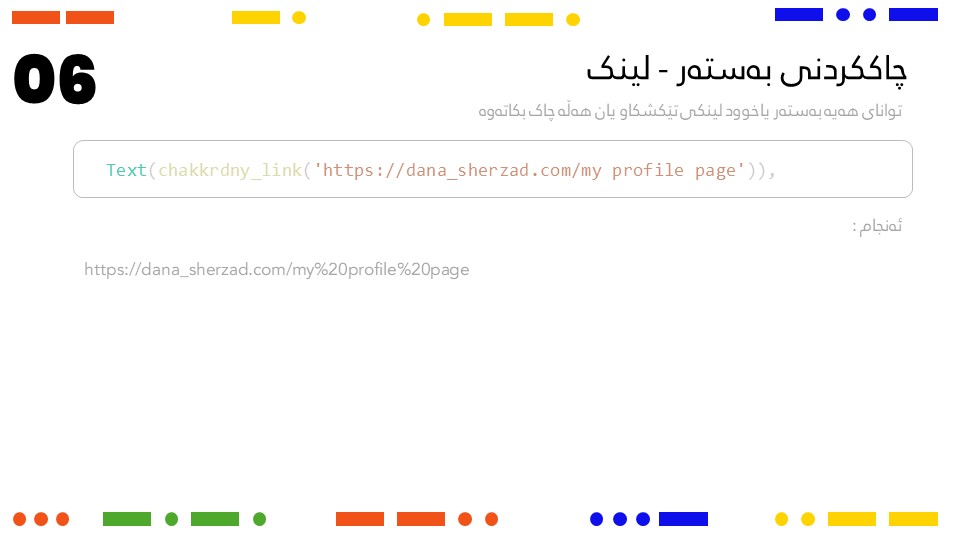 06
چاککردنی بەستەر - لینک
توانای هەیە بەستەر یاخوود لینکی تێکشکاو یان هەڵە چاک بکاتەوە
Text(chakkrdny_link('https://dana_sherzad.com/my profile page')),
ئەنجام :
https://dana_sherzad.com/my%20profile%20page